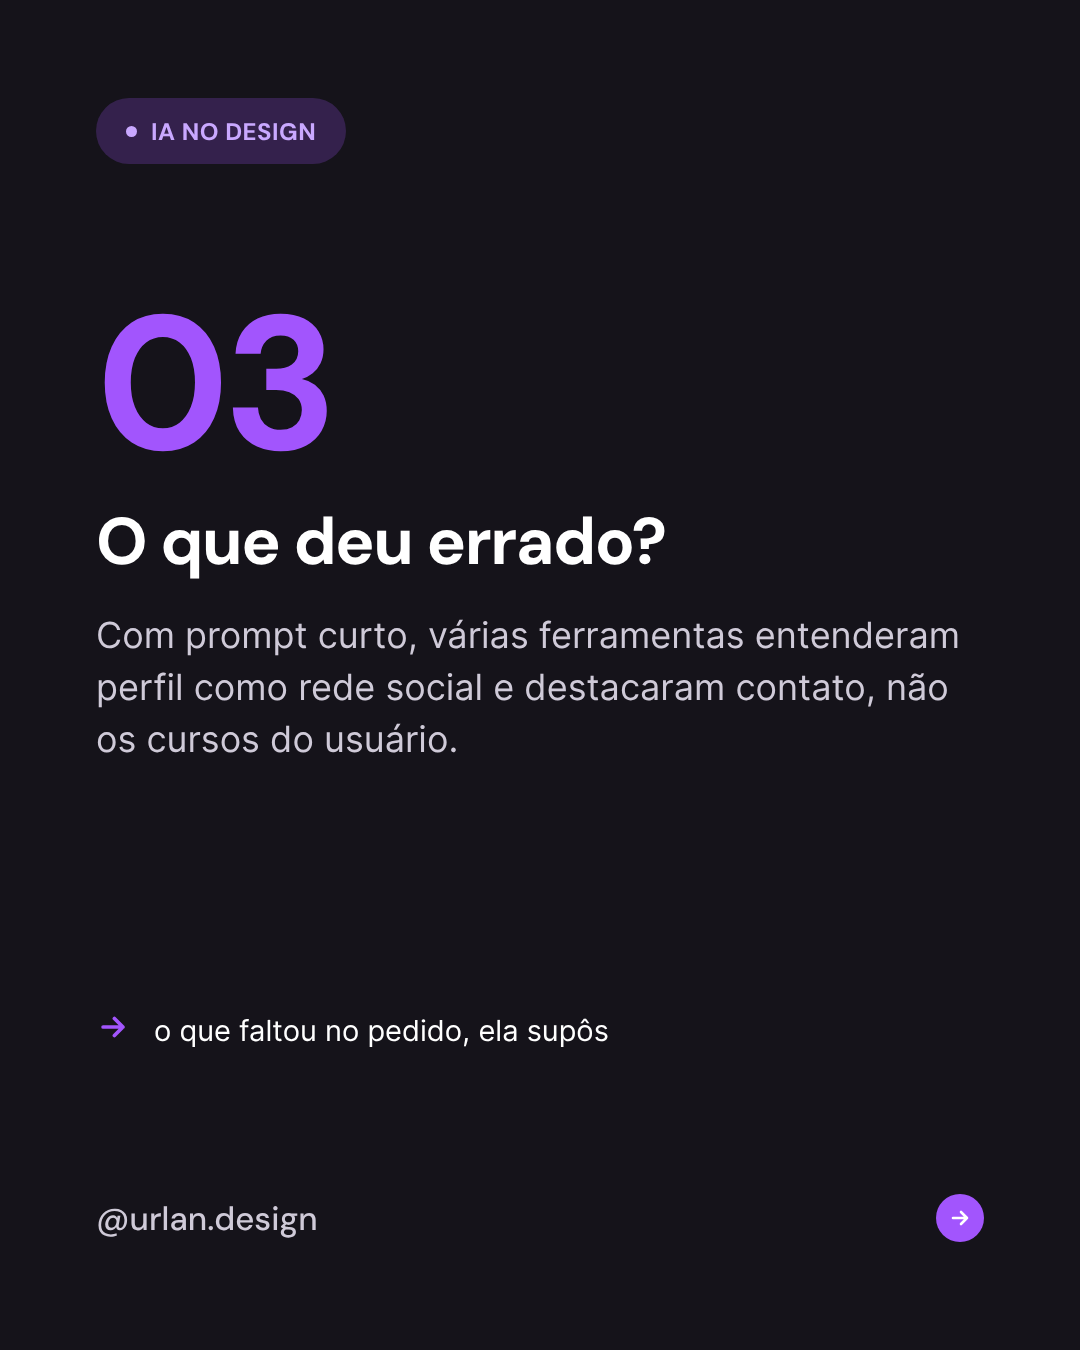 IA NO DESIGN
03
O que deu errado?
Com prompt curto, várias ferramentas entenderam
perfil como rede social e destacaram contato, não
os cursos do usuário.
→ o que faltou no pedido, ela supôs
@urlan.design